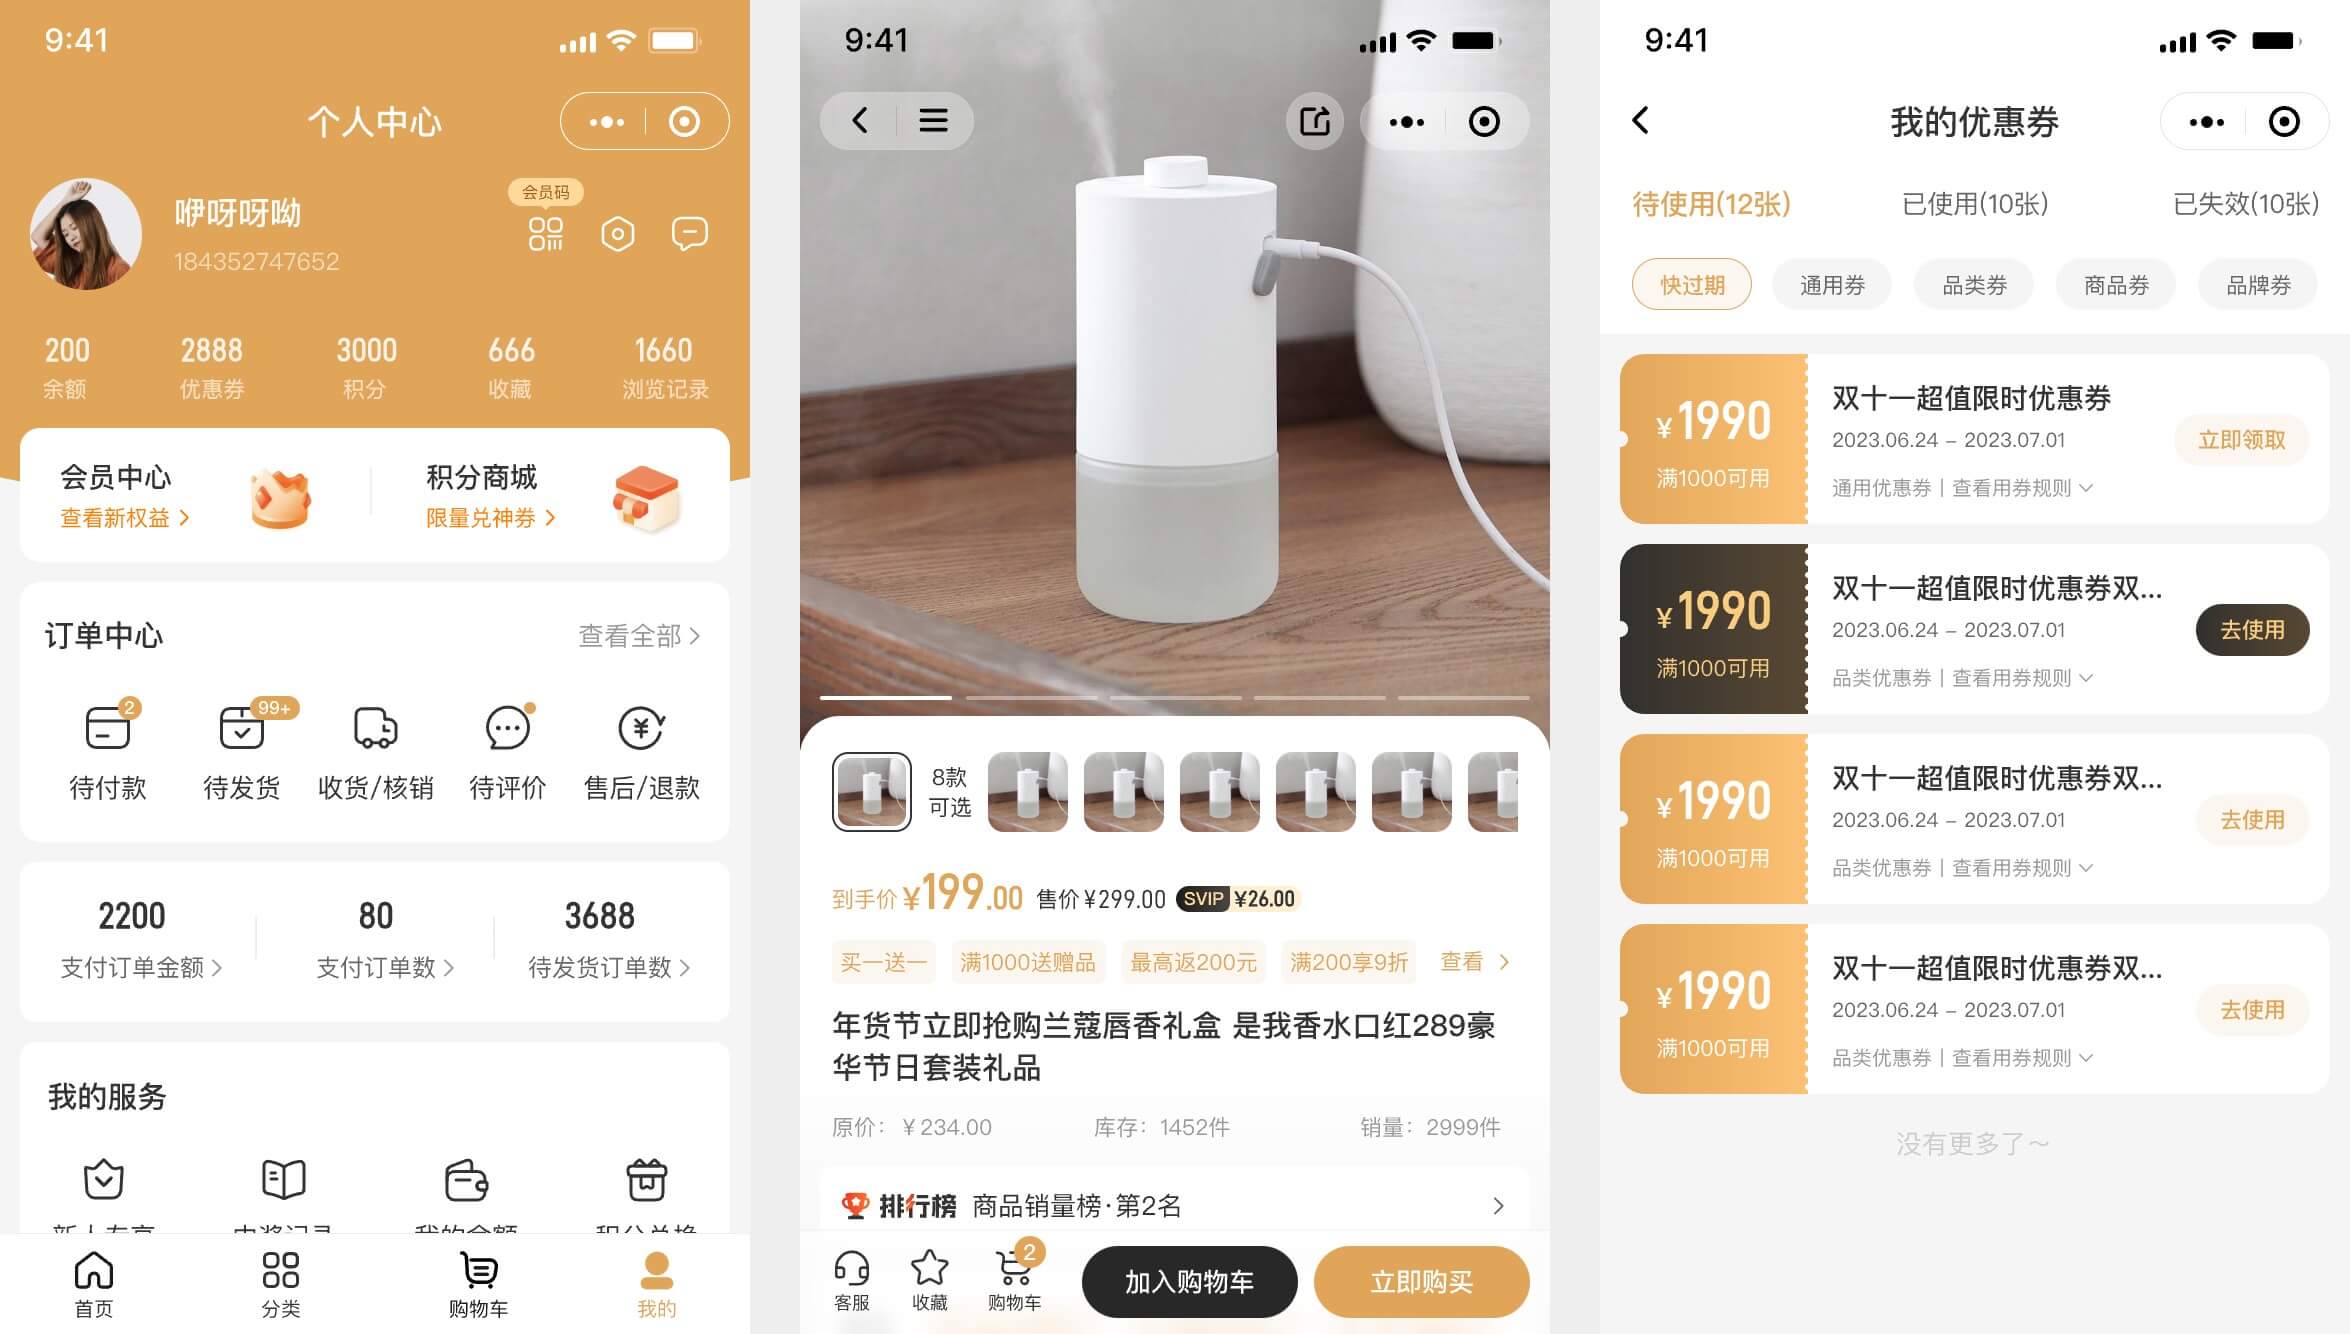 9:41
个人中心
会员码
咿呀呀呦
184352747652
200
2888
3000
666
1660
余额
优惠券
积分
收藏
浏览记录
会员中心
查看新权益
积分商城
限量兑神券
订单中心
查看全部
2
99+
待付款
待发货
收货/核销
待评价
售后/退款
2200
80
3688
支付订单金额
支付订单数
待发货订单数
我的服务
首页
分类
购物车
我的
9:41
8款
可选
到手价 ¥199.00 售价 ¥299.00 SVIP ¥26.00
买一送一
满1000送赠品
最高返200元
满200享9折
查看
年货节立即抢购兰蔻唇香礼盒 是我香水口红289豪
华节日套装礼品
原价: ¥234.00
库存: 1452件
销量: 2999件
排行榜 商品销量榜·第2名
客服
收藏
2
购物车
加入购物车
立即购买
9:41
我的优惠券
待使用(12张)
已使用(10张)
已失效(10张)
快过期
通用券
品类券
商品券
品牌券
¥1990
满1000可用
双十一超值限时优惠券
2023.06.24 – 2023.07.01
通用优惠券 | 查看用券规则
立即领取
¥1990
满1000可用
双十一超值限时优惠券双...
2023.06.24 – 2023.07.01
品类优惠券 | 查看用券规则
去使用
¥1990
满1000可用
双十一超值限时优惠券双...
2023.06.24 – 2023.07.01
品类优惠券 | 查看用券规则
去使用
¥1990
满1000可用
双十一超值限时优惠券双...
2023.06.24 – 2023.07.01
品类优惠券 | 查看用券规则
去使用
没有更多了～